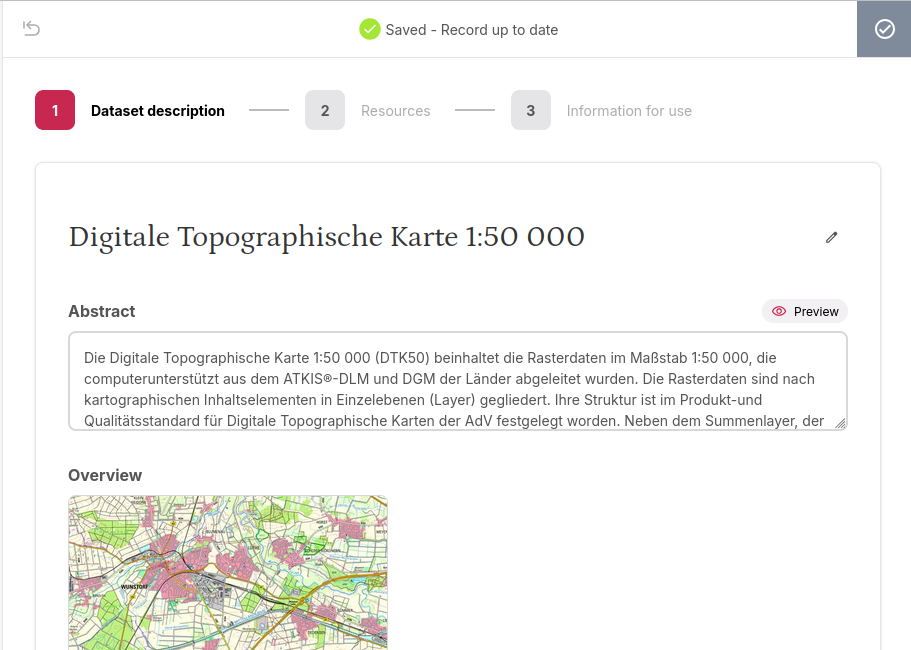 Saved - Record up to date
1 Dataset description 2 Resources 3 Information for use
Digitale Topographische Karte 1:50 000
Abstract
Preview
Die Digitale Topographische Karte 1:50 000 (DTK50) beinhaltet die Rasterdaten im Maßstab 1:50 000, die
computerunterstützt aus dem ATKIS®-DLM und DGM der Länder abgeleitet wurden. Die Rasterdaten sind nach
kartographischen Inhaltselementen in Einzelebenen (Layer) gegliedert. Ihre Struktur ist im Produkt-und
Qualitätsstandard für Digitale Topographische Karten der AdV festgelegt worden. Neben dem Summenlayer, der
Overview
WUNSTORF